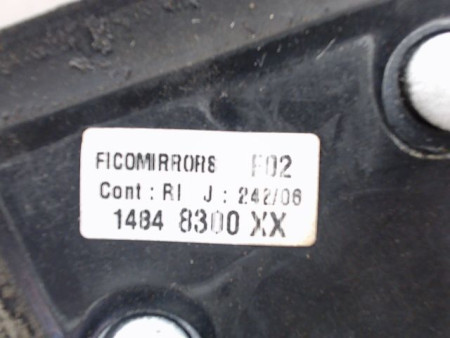 FICOMIRRORS F02
Cont : RI J : 242/06
1484 8300 XX